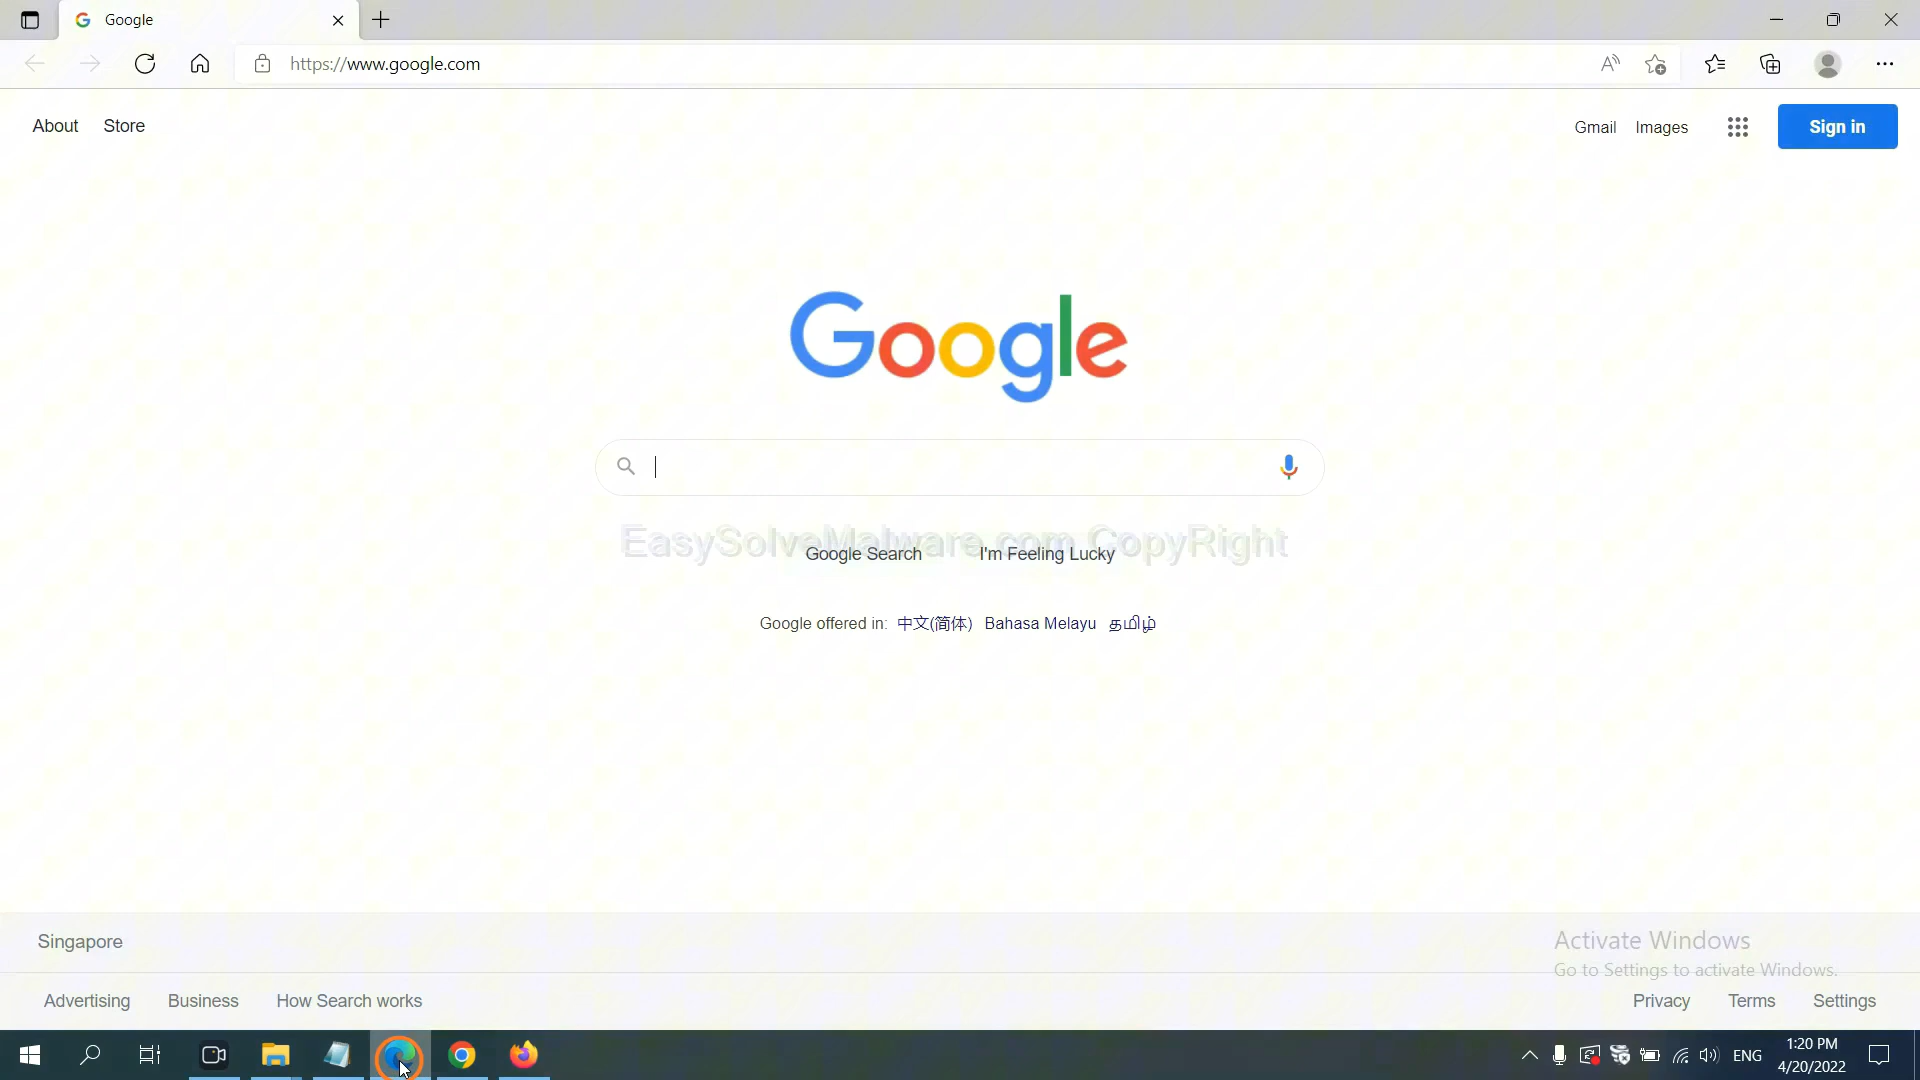 Google
https://www.google.com
About Store
Gmail Images Sign in
Google
EasySolveMalware.com CopyRight
Google Search I'm Feeling Lucky
Google offered in: 中文(简体) Bahasa Melayu தமிழ்
Singapore
Activate Windows
Go to Settings to activate Windows.
Advertising Business How Search works
Privacy Terms Settings
ENG
1:20 PM
4/20/2022